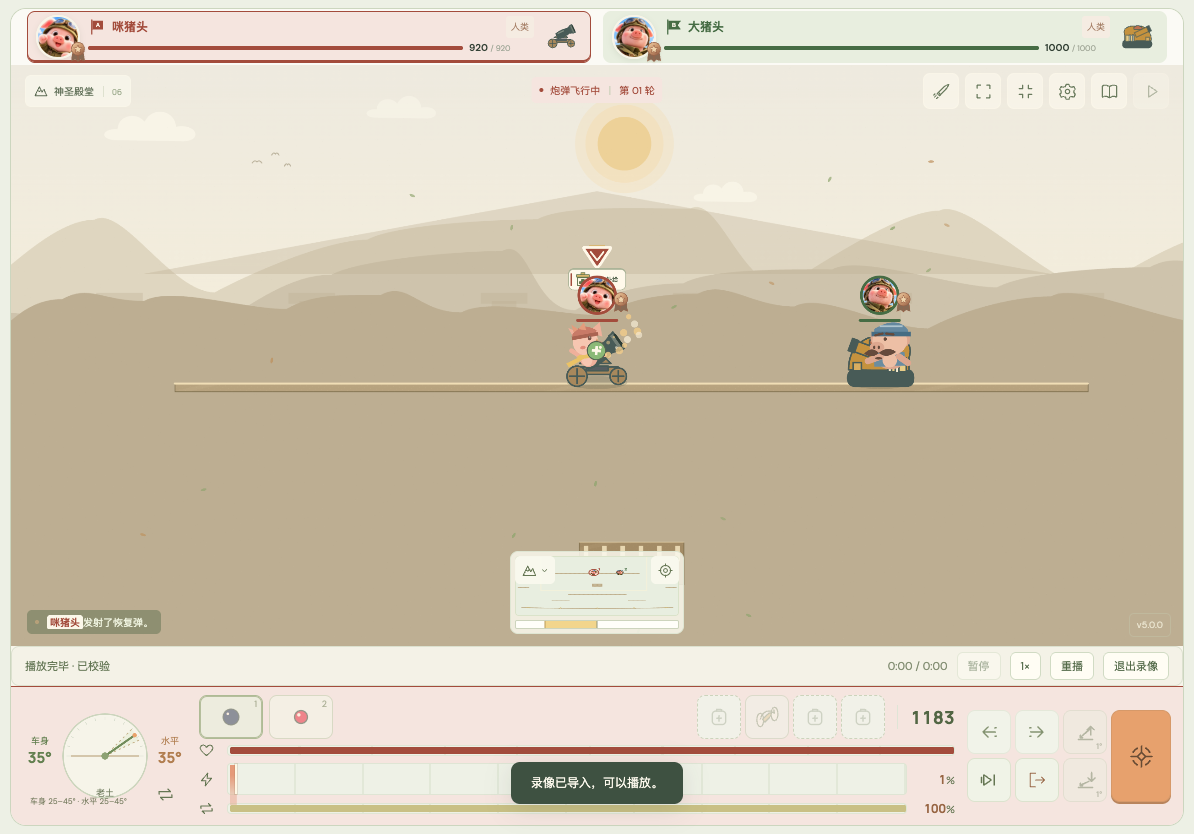 咪猪头
人类
920 / 920
大猪头
人类
1000 / 1000
神圣殿堂 06
炮弹飞行中 第 01 轮
咪猪头发射了恢复弹。
v5.0.0
播放完毕 · 已校验
0:00 / 0:00
暂停
1×
重播
退出录像
车身
35°
水平
35°
老土
车身 25–45° · 水平 25–45°
1
2
1183
1%
100%
1°
1°
录像已导入，可以播放。